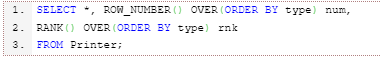 1. SELECT *, ROW_NUMBER() OVER(ORDER BY type) num,
2. RANK() OVER(ORDER BY type) rnk
3. FROM Printer;